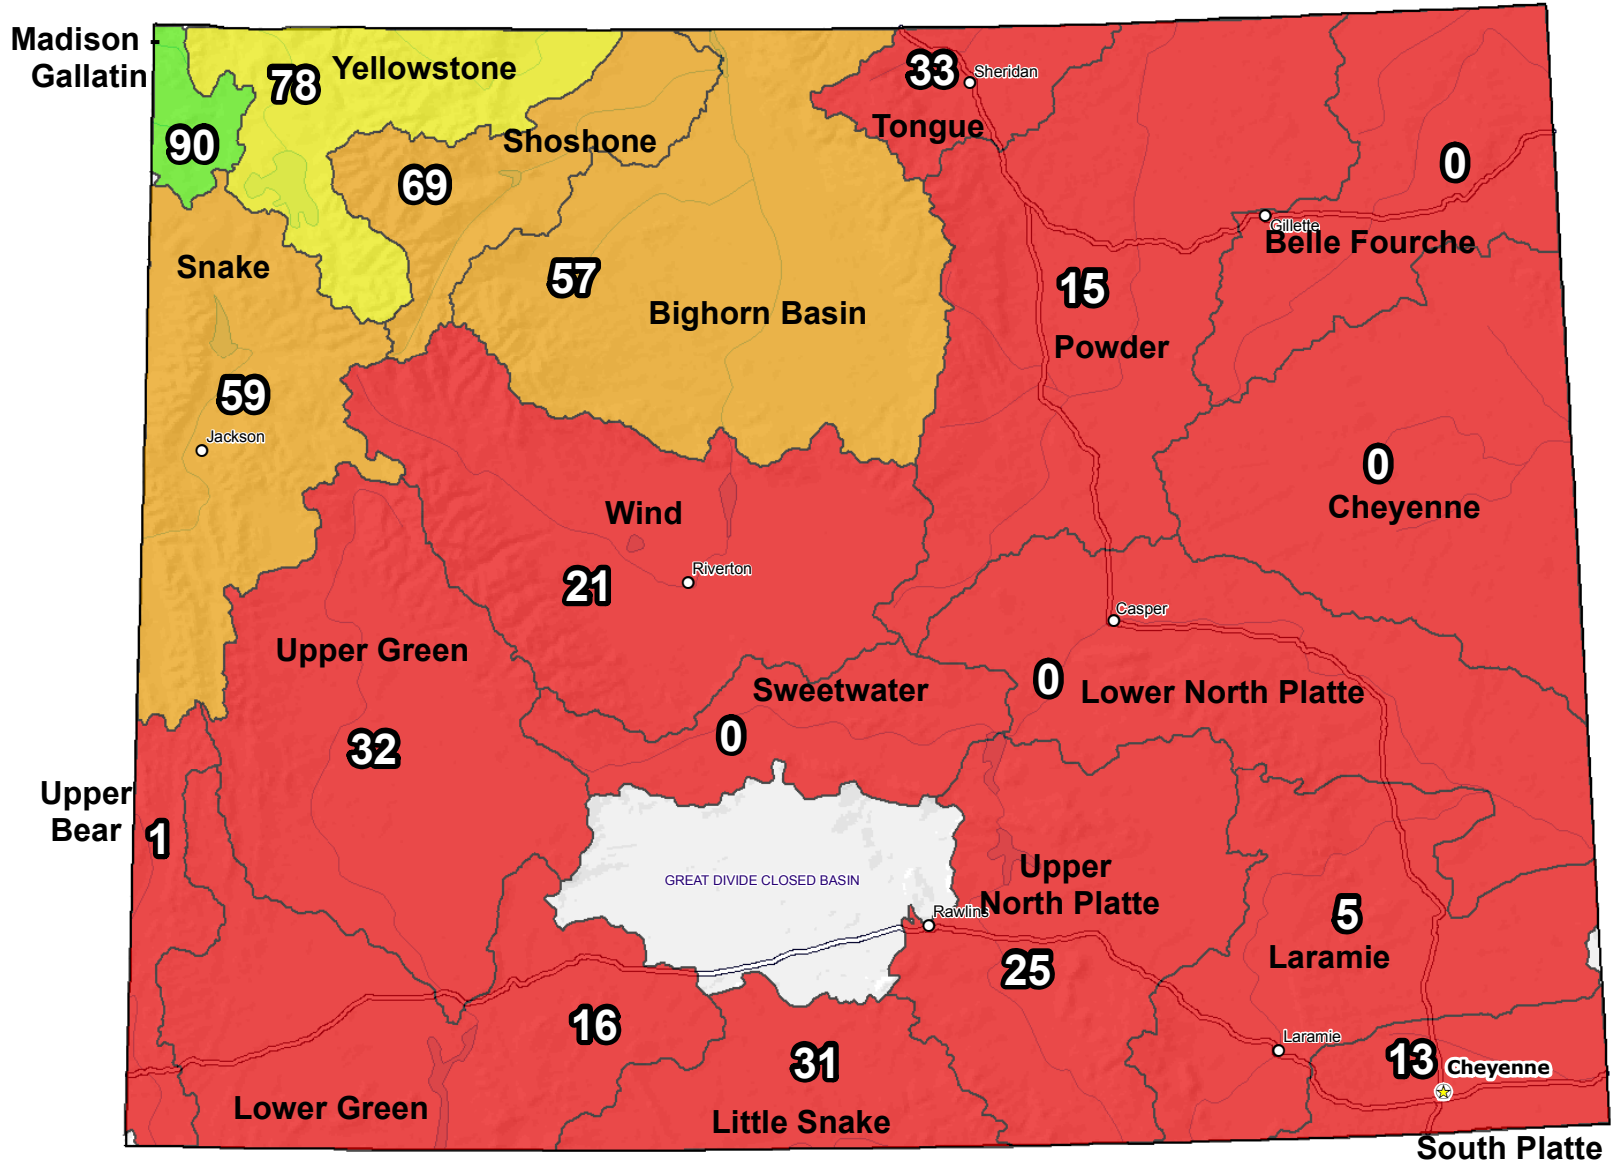 Madison -
Gallatin
90
78
Yellowstone
Shoshone
69
33
Sheridan
Tongue
0
Gillette
Belle Fourche
Snake
57
Bighorn Basin
15
Powder
59
Jackson
0
Cheyenne
Wind
21
Riverton
Casper
Upper Green
32
Sweetwater
0
0
Lower North Platte
Upper
Bear
1
GREAT DIVIDE CLOSED BASIN
Rawlins
Upper
North Platte
25
5
Laramie
16
31
Little Snake
Lower Green
Laramie
13
Cheyenne
South Platte